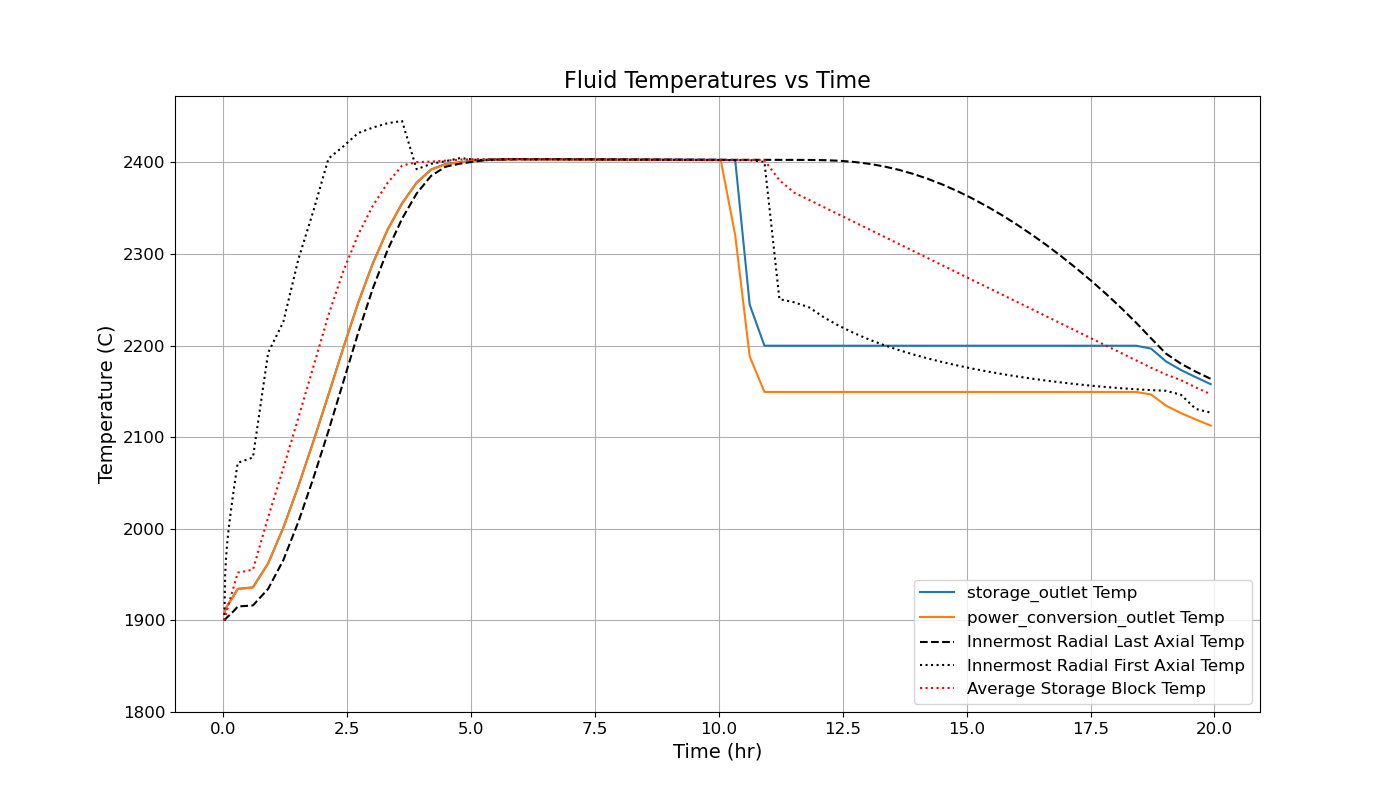 Fluid Temperatures vs Time
Temperature (C)
2400
2300
2200
2100
2000
1900
1800
storage_outlet Temp
power_conversion_outlet Temp
Innermost Radial Last Axial Temp
Innermost Radial First Axial Temp
Average Storage Block Temp
0.0 2.5 5.0 7.5 10.0 12.5 15.0 17.5 20.0
Time (hr)